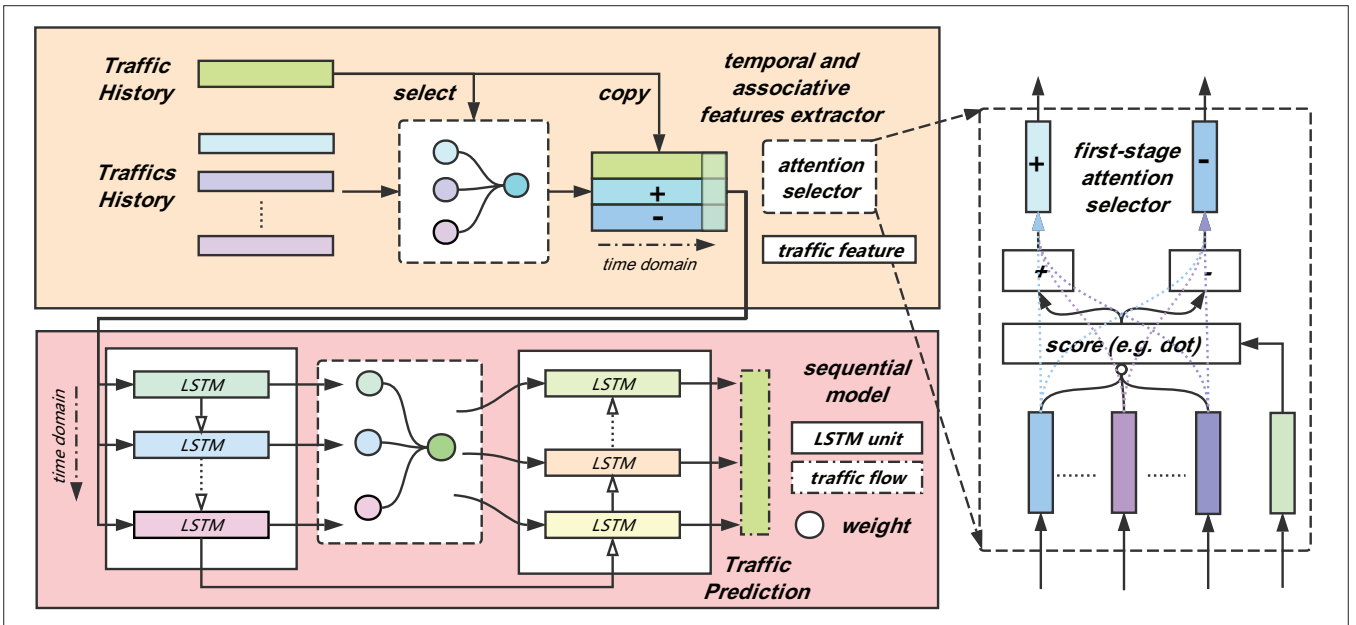 Traffic
History
select
copy
temporal and
associative
features extractor
Traffics
History
+
-
attention
selector
traffic feature
time domain
+
-
first-stage
attention
selector
+
-
score (e.g. dot)
time domain
LSTM
LSTM
LSTM
LSTM
LSTM
LSTM
sequential
model
LSTM unit
traffic flow
weight
Traffic
Prediction